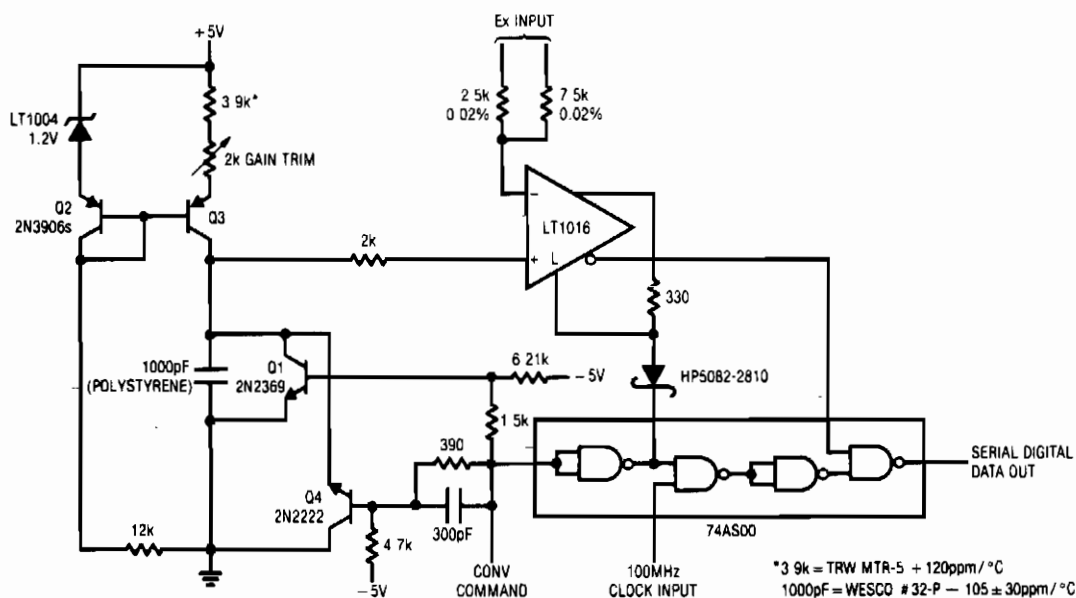 Ex INPUT
+5V
3 9k*
2 5k
0.02%
7 5k
0.02%
LT1004
1.2V
2k GAIN TRIM
Q2
2N3906s
Q3
LT1016
−
+
L
2k
330
1000pF
(POLYSTYRENE)
Q1
2N2369
6 21k
−5V
HP5082-2810
1 5k
390
SERIAL DIGITAL
DATA OUT
Q4
2N2222
300pF
74AS00
12k
4 7k
−5V
CONV
COMMAND
100MHz
CLOCK INPUT
*3 9k = TRW MTR-5 + 120ppm/°C
1000pF = WESCO #32-P − 105 ± 30ppm/°C